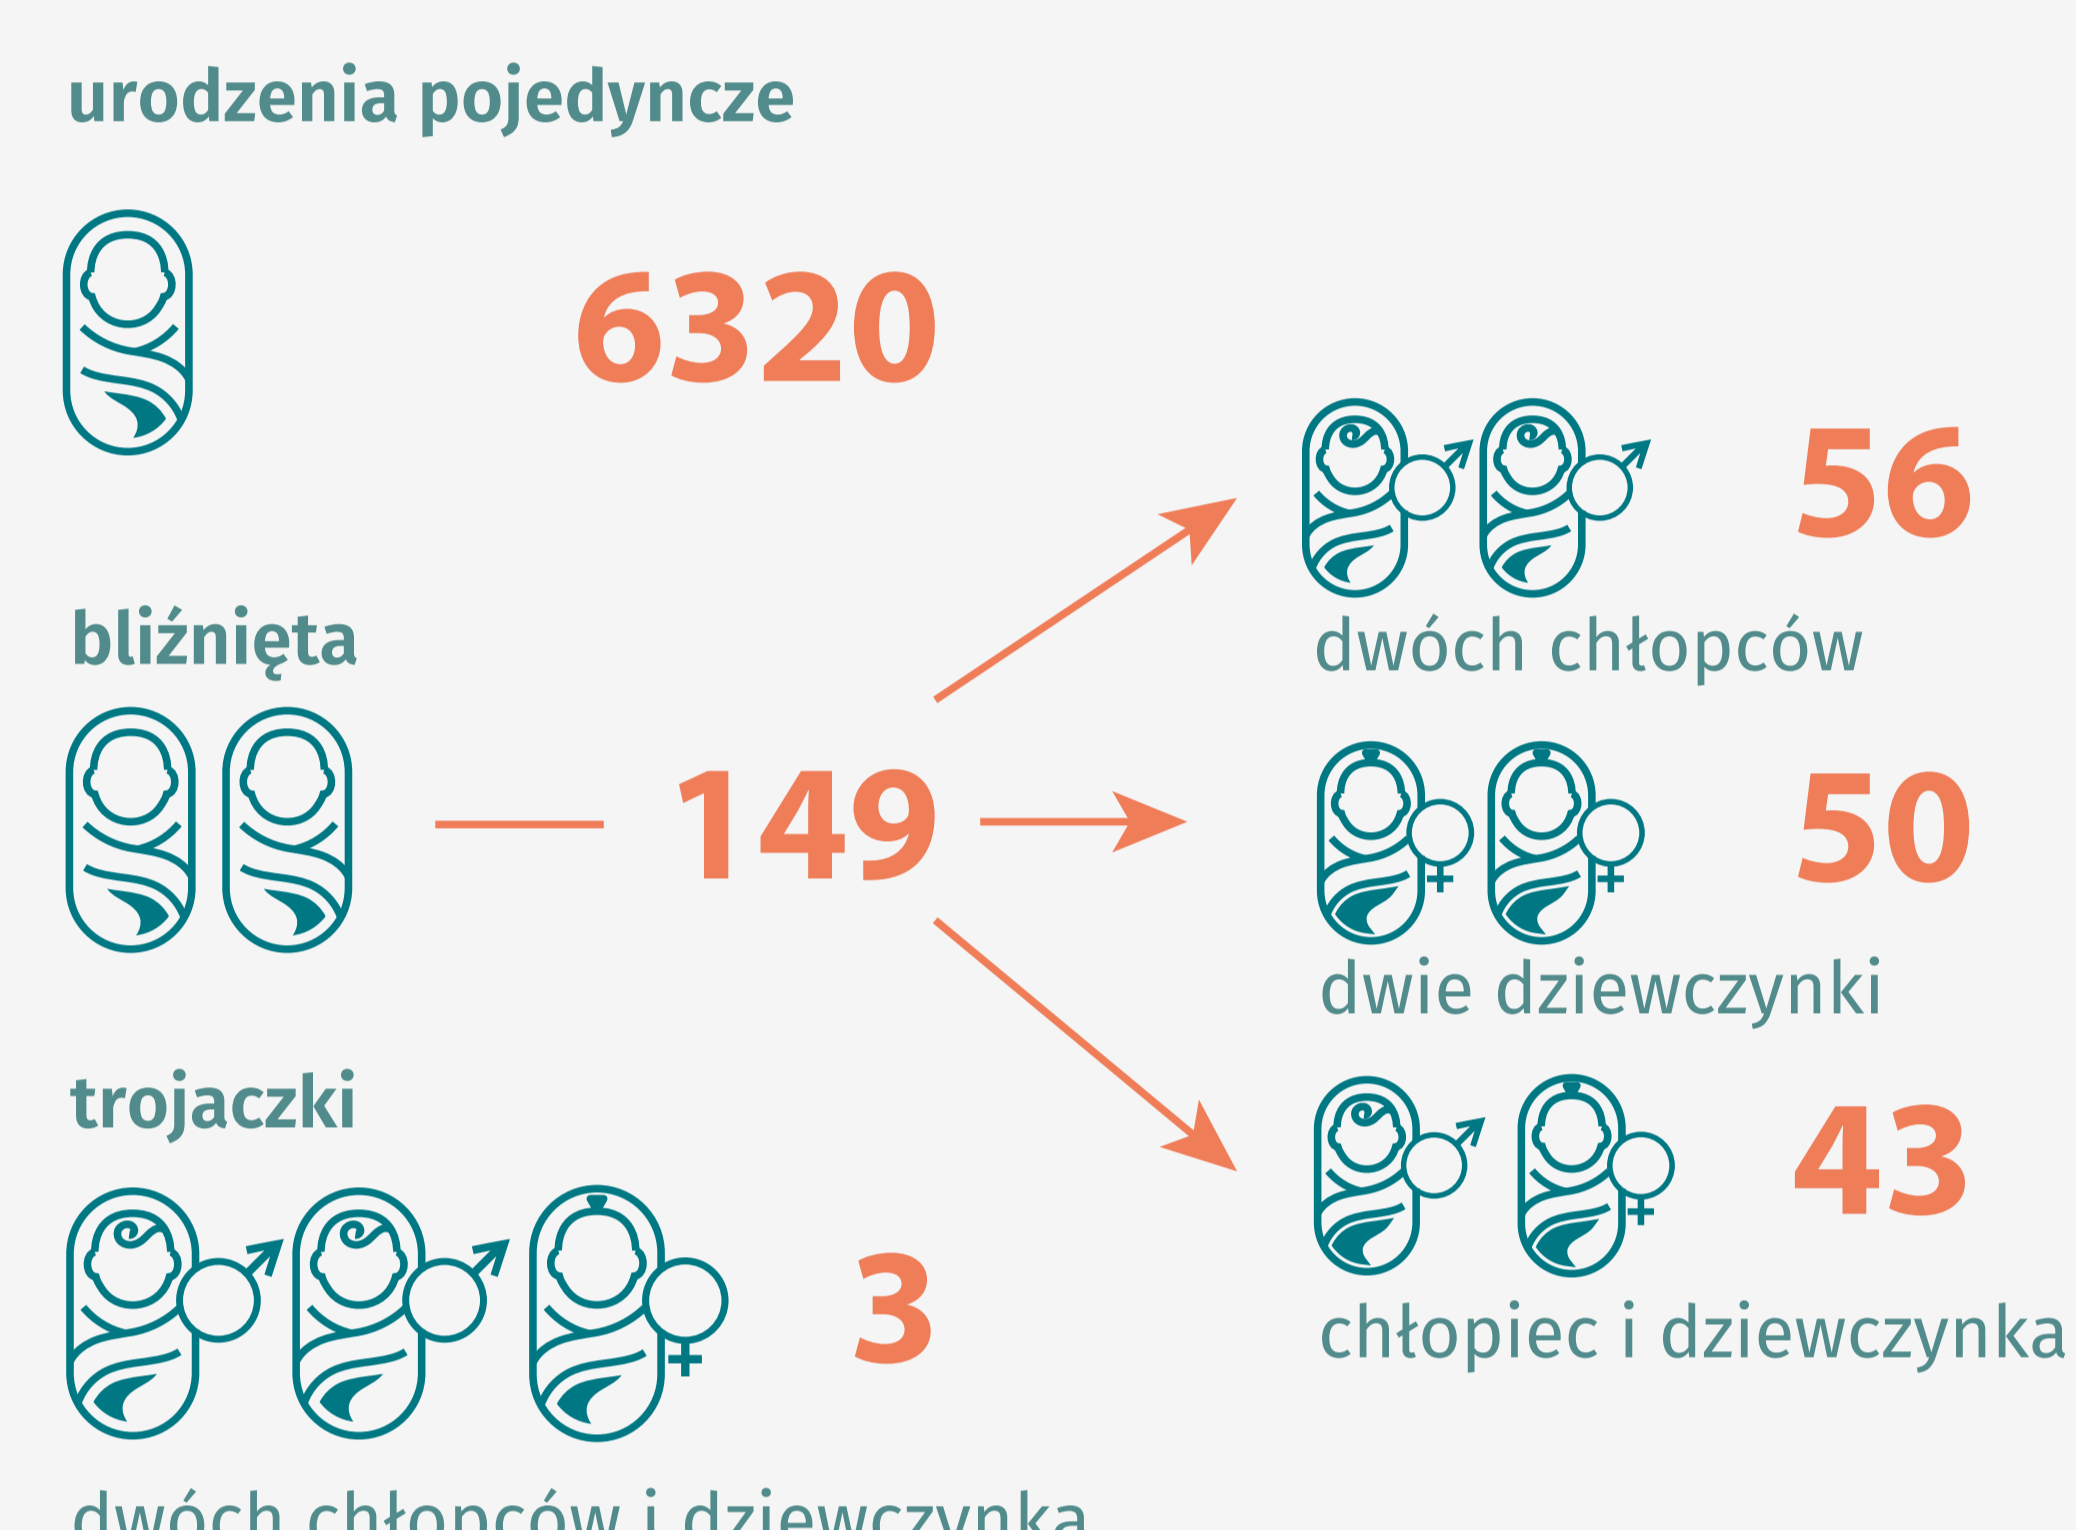 urodzenia pojedyncze
6320
bliźnięta
149
56
dwóch chłopców
50
dwie dziewczynki
43
chłopiec i dziewczynka
trojaczki
3
dwóch chłopców i dziewczynka